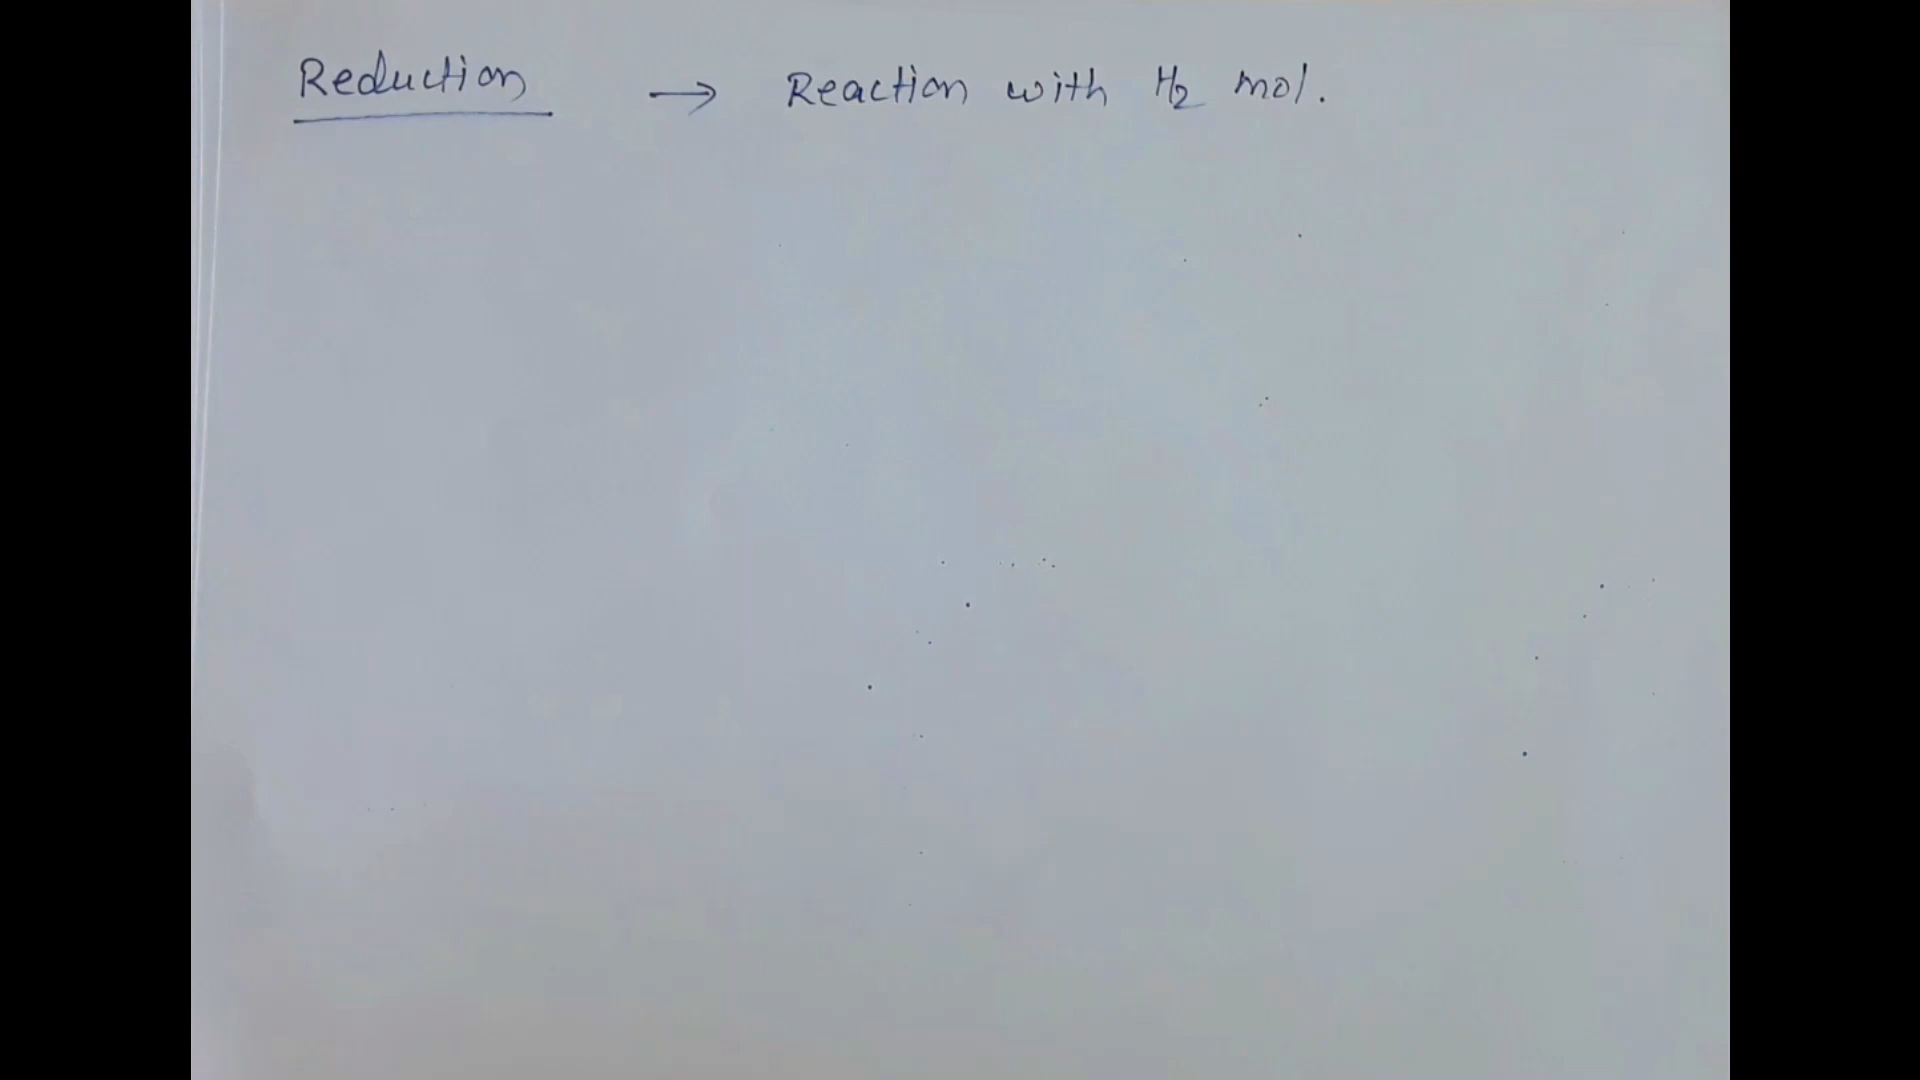 Reduction → Reaction with H₂ mol.